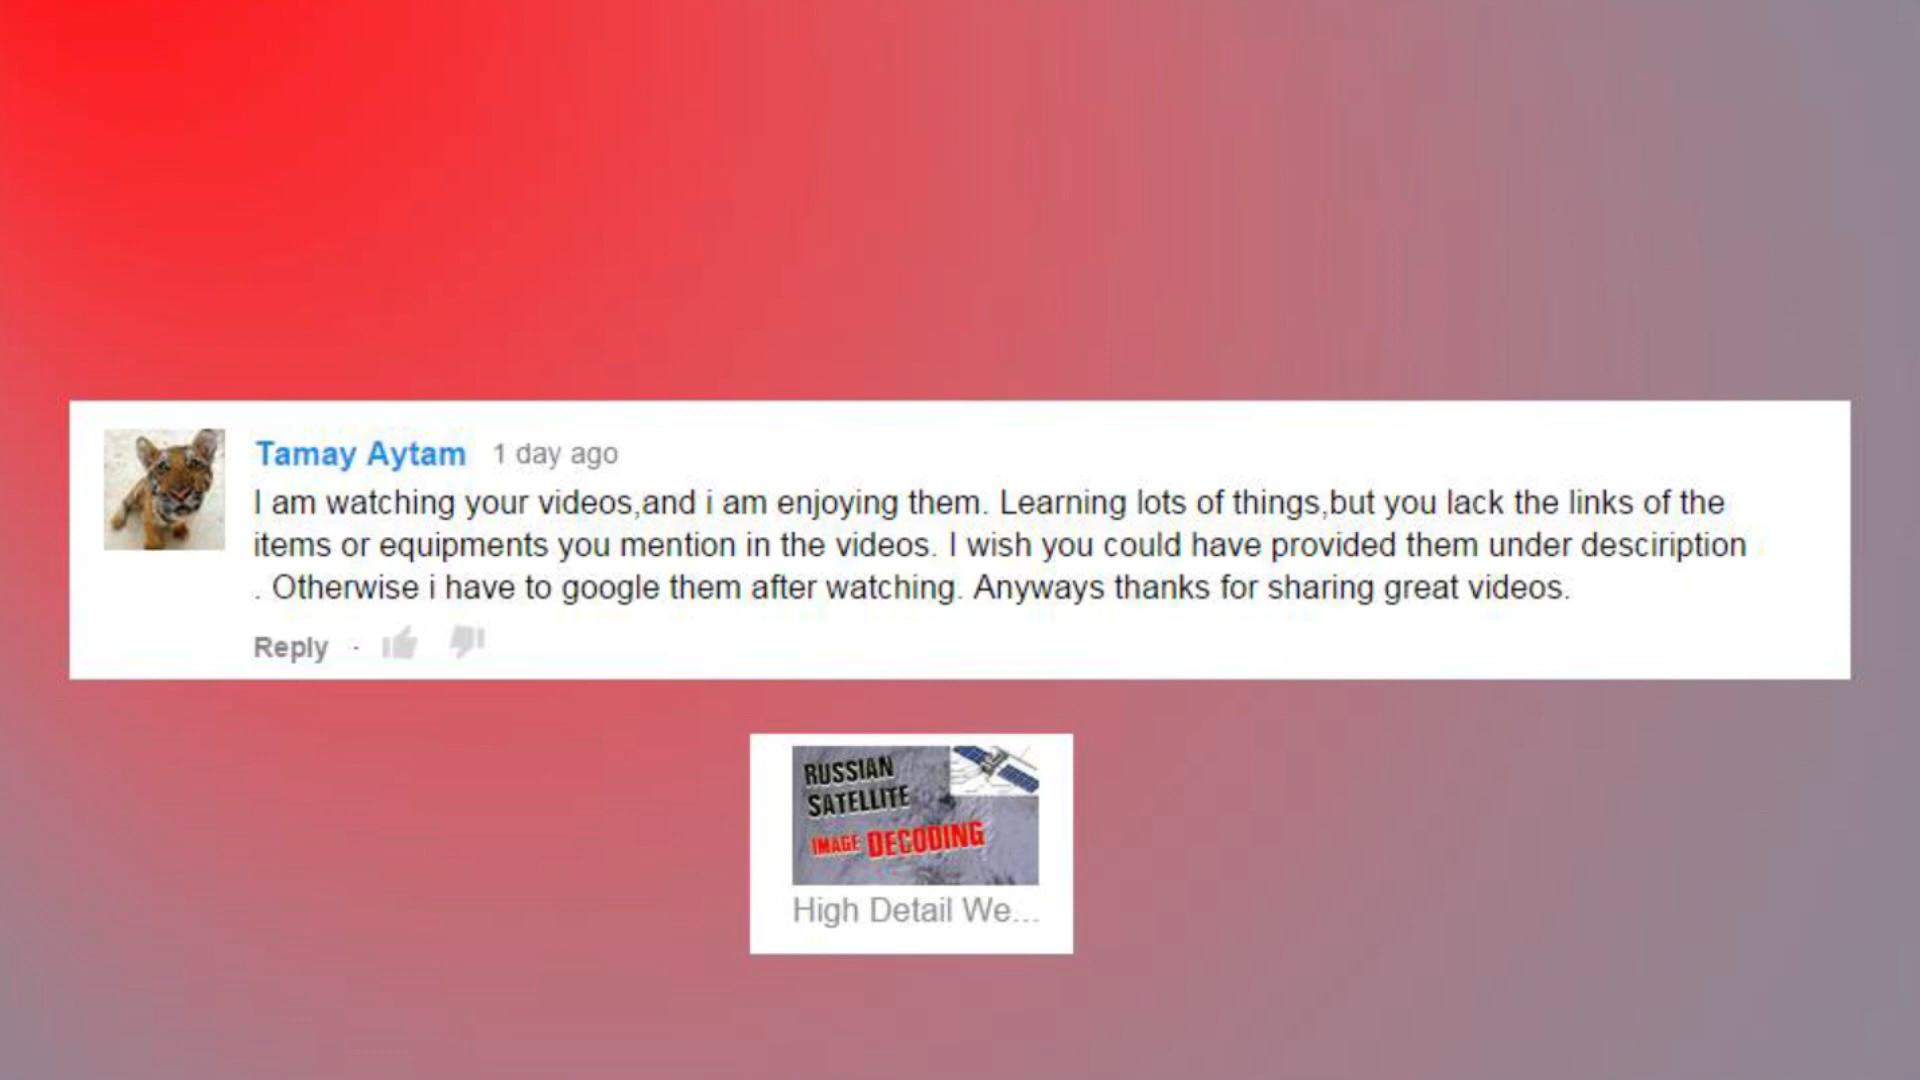 Tamay Aytam 1 day ago
I am watching your videos,and i am enjoying them. Learning lots of things,but you lack the links of the
items or equipments you mention in the videos. I wish you could have provided them under desciription
. Otherwise i have to google them after watching. Anyways thanks for sharing great videos.
Reply ·
RUSSIAN
SATELLITE
IMAGE DECODING
High Detail We...